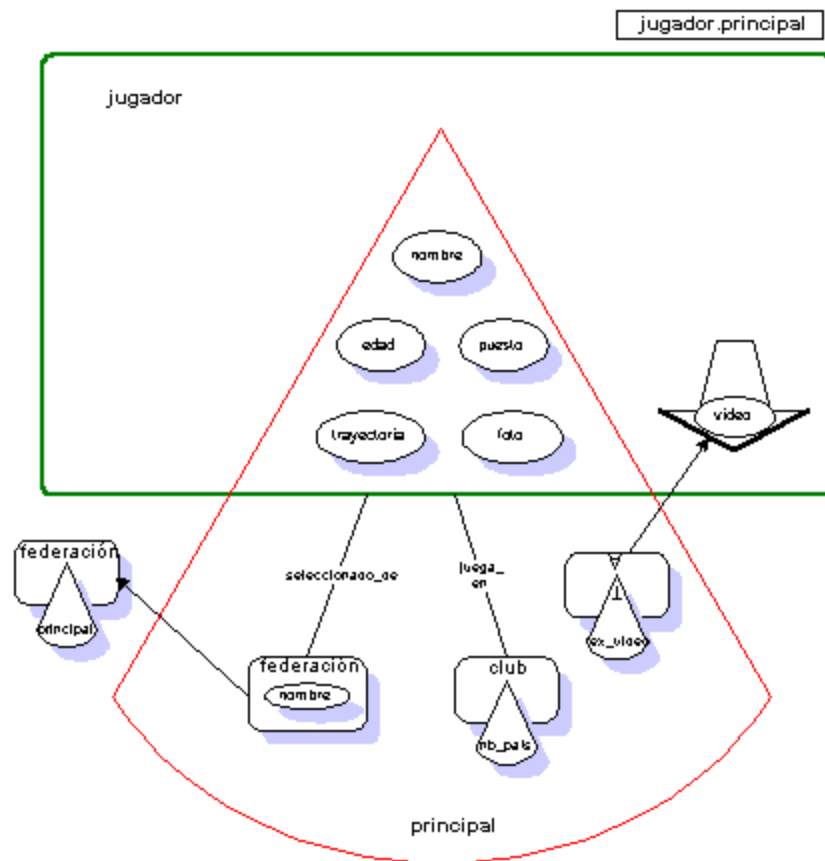 jugador.principal
jugador
nombre
edad
puesto
trayectoria
foto
video
federación
principal
seleccionado_de
juega_
en
ex_video
federación
nombre
club
nb_pais
principal